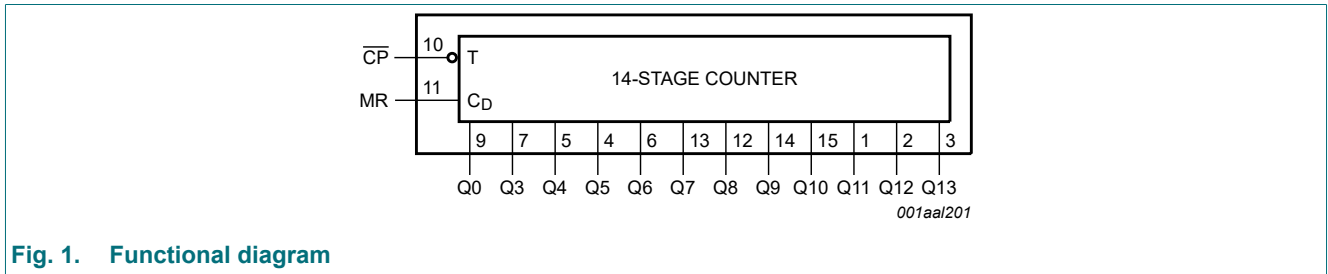 10
CP
T
14-STAGE COUNTER
11
MR
CD
9 7 5 4 6 13 12 14 15 1 2 3
Q0 Q3 Q4 Q5 Q6 Q7 Q8 Q9 Q10 Q11 Q12 Q13
001aal201
Fig. 1. Functional diagram